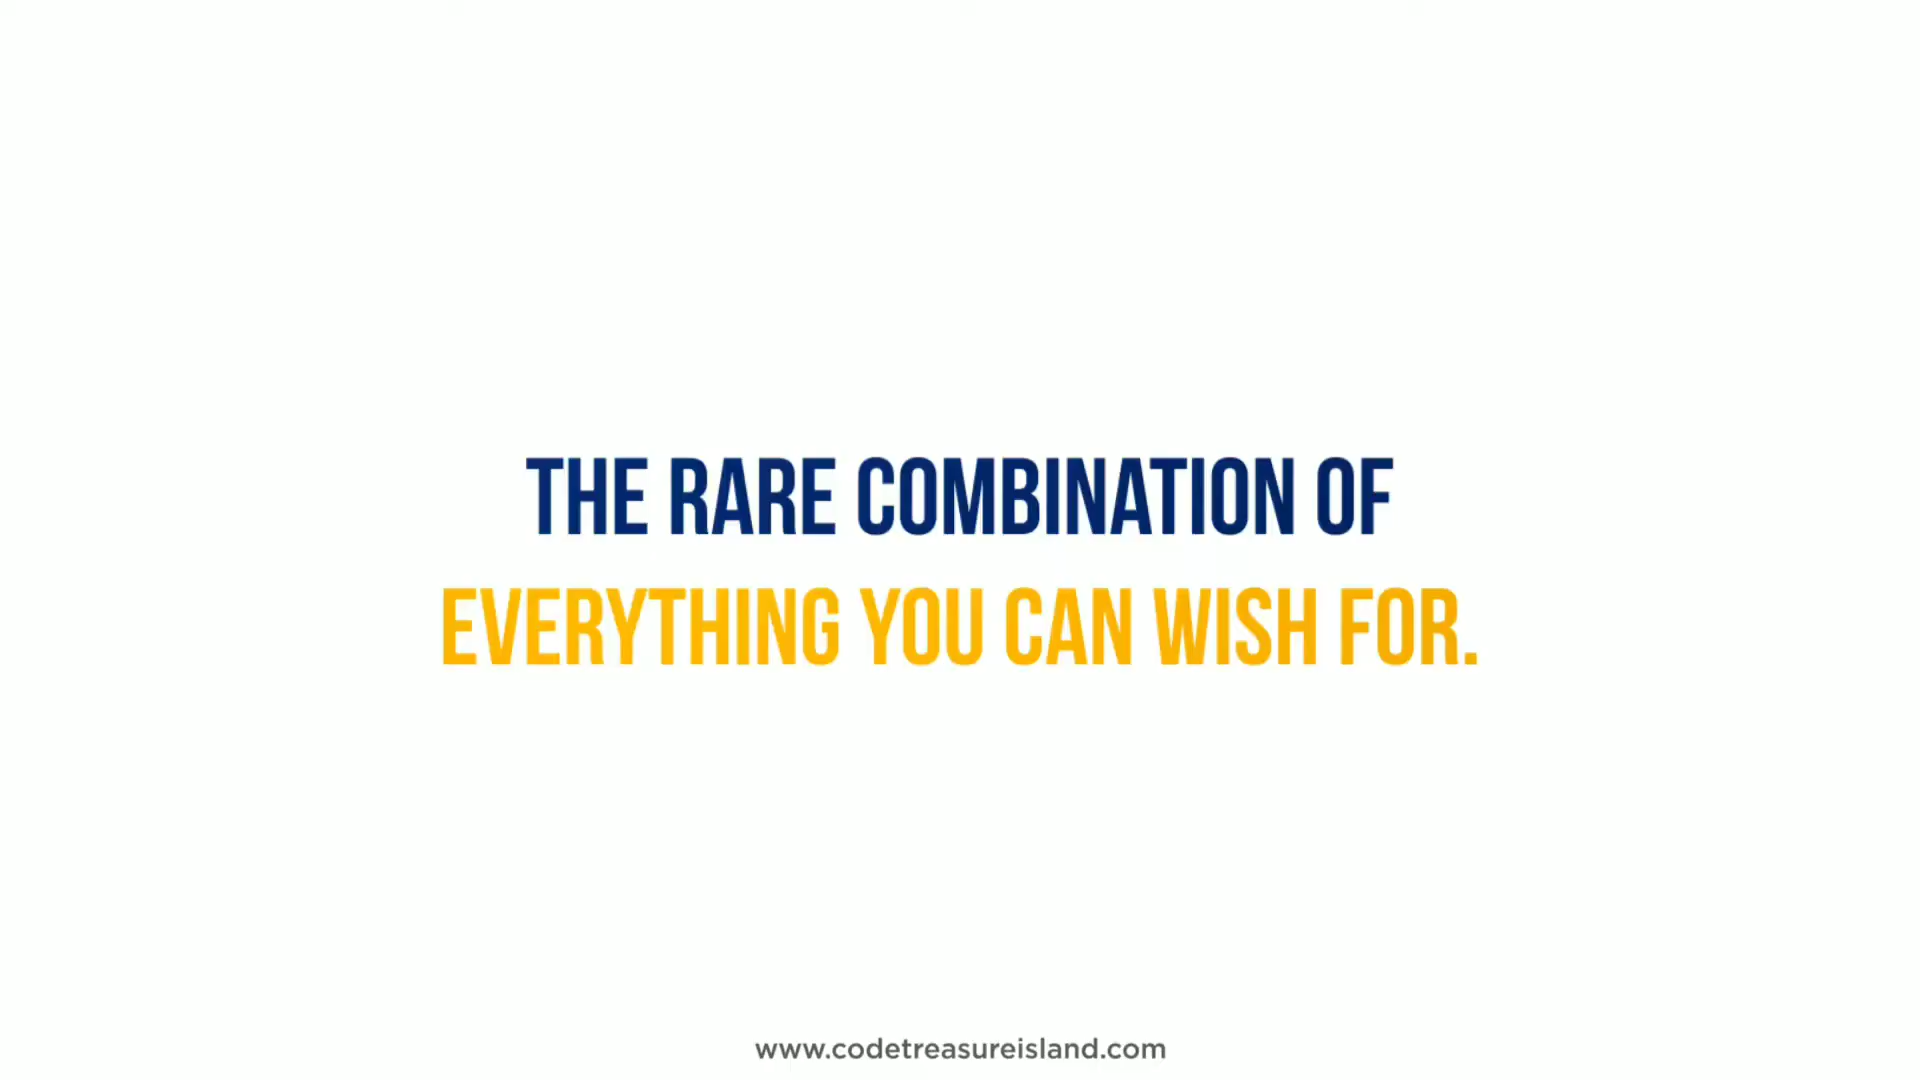 THE RARE COMBINATION OF
EVERYTHING YOU CAN WISH FOR.
www.codetreasureisland.com